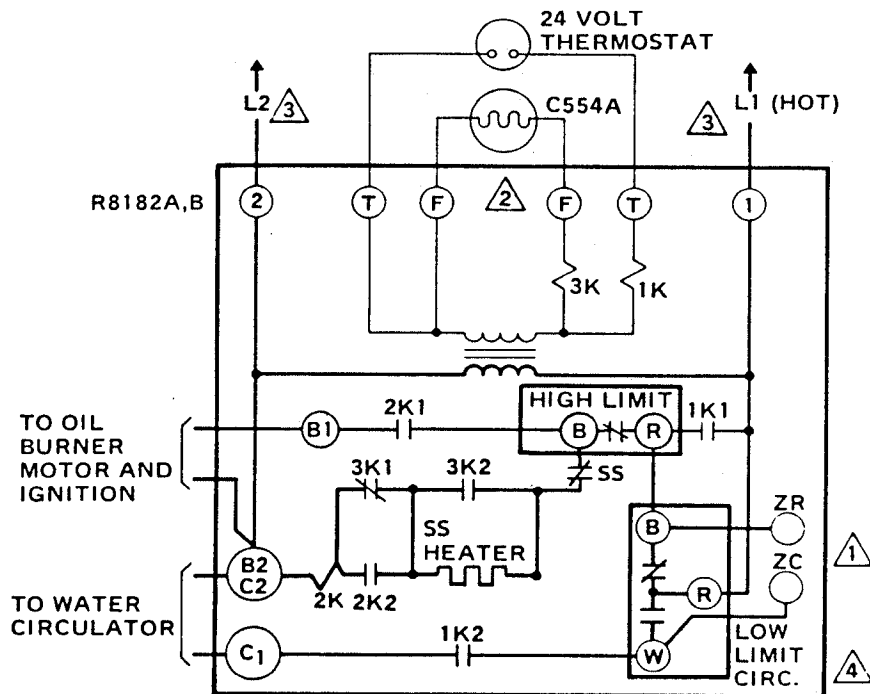 24 VOLT
THERMOSTAT
L2 3
C554A
3 L1 (HOT)
R8182A,B
2 T F 2 F T 1
3K 1K
HIGH LIMIT
TO OIL
BURNER
MOTOR AND
IGNITION
B1
2K1
B R
1K1
3K1
3K2
SS
SS
HEATER
B
ZR
1
B2
C2
2K
2K2
R
ZC
TO WATER
CIRCULATOR
C1
1K2
W
LOW
LIMIT
CIRC.
4